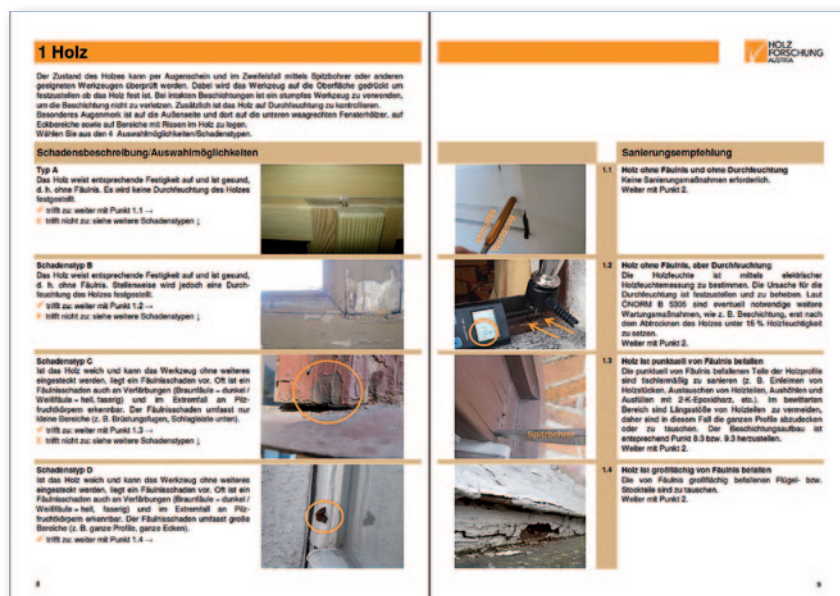 1 Holz
HOLZ
FORSCHUNG
AUSTRIA
Der Zustand des Holzes kann per Augenschein und im Zweifelsfall mittels Spitzbohrer oder anderen
geeigneten Werkzeugen überprüft werden. Dabei wird das Werkzeug auf die Oberfläche gedrückt um
festzustellen ob das Holz fest ist. Bei intakten Beschichtungen ist ein stumpfes Werkzeug zu verwenden,
um die Beschichtung nicht zu verletzen. Zusätzlich ist das Holz auf Durchfeuchtung zu kontrollieren.
Besonderes Augenmerk ist auf die Außenseite und dort auf die unteren waagrechten Fensterhölzer, auf
Eckbereiche sowie auf Bereiche mit Rissen im Holz zu legen.
Wählen Sie aus den 4 Auswahlmöglichkeiten/Schadenstypen.
Schadensbeschreibung/Auswahlmöglichkeiten
Typ A
Das Holz weist entsprechende Festigkeit auf und ist gesund,
d. h. ohne Fäulnis. Es wird keine Durchfeuchtung des Holzes
festgestellt.
trifft zu: weiter mit Punkt 1.1 →
trifft nicht zu: siehe weitere Schadenstypen ↓
Schadenstyp B
Das Holz weist entsprechende Festigkeit auf und ist gesund,
d. h. ohne Fäulnis. Stellenweise wird jedoch eine Durch-
feuchtung des Holzes festgestellt.
trifft zu: weiter mit Punkt 1.2 →
trifft nicht zu: siehe weitere Schadenstypen ↓
Schadenstyp C
Ist das Holz weich und kann das Werkzeug ohne weiteres
eingesteckt werden, liegt ein Fäulnisschaden vor. Oft ist ein
Fäulnisschaden auch an Verfärbungen (Braunfäule = dunkel /
Weißfäule = hell, faserig) und im Extremfall an Pilz-
fruchtkörpern erkennbar. Der Fäulnisschaden umfasst nur
kleine Bereiche (z. B. Brüstungsfugen, Schlagleiste unten).
trifft zu: weiter mit Punkt 1.3 →
trifft nicht zu: siehe weitere Schadenstypen ↓
Schadenstyp D
Ist das Holz weich und kann das Werkzeug ohne weiteres
eingesteckt werden, liegt ein Fäulnisschaden vor. Oft ist ein
Fäulnisschaden auch an Verfärbungen (Braunfäule = dunkel /
Weißfäule = hell, faserig) und im Extremfall an Pilz-
fruchtkörpern erkennbar. Der Fäulnisschaden umfasst große
Bereiche (z. B. ganze Profile, ganze Ecken).
trifft zu: weiter mit Punkt 1.4 →
8
Sanierungsempfehlung
1.1 Holz ohne Fäulnis und ohne Durchfeuchtung
Keine Sanierungsmaßnahmen erforderlich.
Weiter mit Punkt 2.
1.2 Holz ohne Fäulnis, aber Durchfeuchtung
Die Holzfeuchte ist mittels elektrischer
Holzfeuchtemessung zu bestimmen. Die Ursache für die
Durchfeuchtung ist festzustellen und zu beheben. Laut
ÖNORM B 5305 sind eventuell notwendige weitere
Wartungsmaßnahmen, wie z. B. Beschichtung, erst nach
dem Abtrocknen des Holzes unter 15 % Holzfeuchtigkeit
zu setzen.
Weiter mit Punkt 2.
1.3 Holz ist punktuell von Fäulnis befallen
Die punktuell von Fäulnis befallenen Teile der Holzprofile
sind tischlermäßig zu sanieren (z. B. Einleimen von
Holzstücken, Austauschen von Holzteilen, Aushöhlen und
Ausfüllen mit 2-K-Epoxidharz, etc.). Im bewitterten
Bereich sind Längsstöße von Holzteilen zu vermeiden,
daher sind in diesem Fall die ganzen Profile abzudecken
oder zu tauschen. Der Beschichtungsaufbau ist
entsprechend Punkt 8.3 bzw. 9.3 herzustellen.
Weiter mit Punkt 2.
Spitzbohrer
1.4 Holz ist großflächig von Fäulnis befallen
Die von Fäulnis großflächig befallenen Flügel- bzw.
Stockteile sind zu tauschen.
Weiter mit Punkt 2.
9